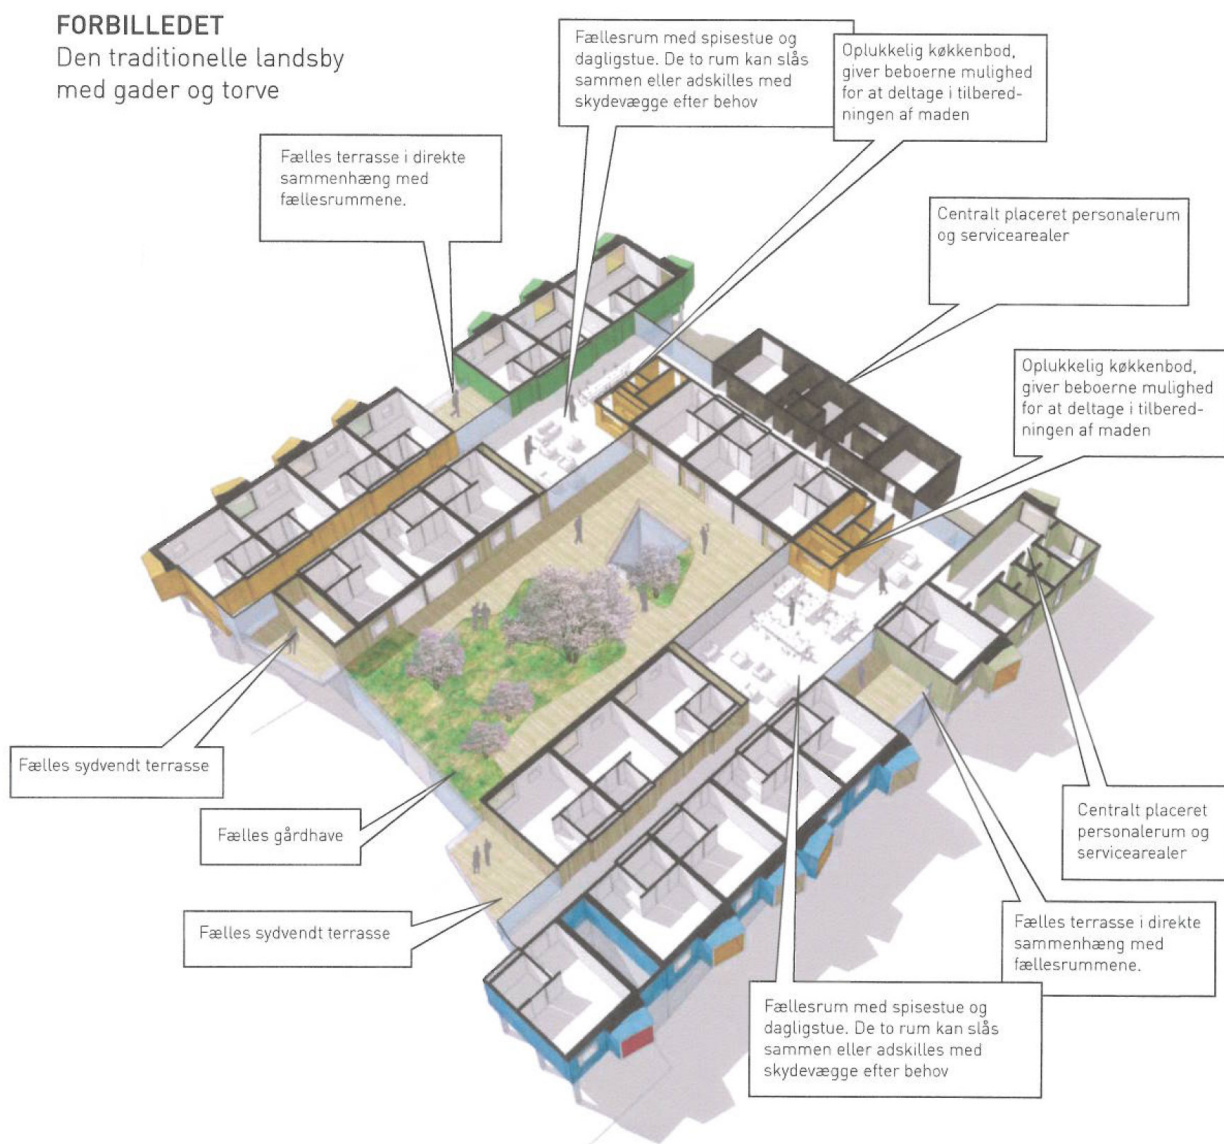 FORBILLEDET
Den traditionelle landsby
med gader og torve
Fællesrum med spisestue og
dagligstue. De to rum kan slås
sammen eller adskilles med
skydevægge efter behov
Oplukkelig køkkenbod,
giver beboerne mulighed
for at deltage i tilbered-
ningen af maden
Fælles terrasse i direkte
sammenhæng med
fællesrummene.
Centralt placeret personalerum
og servicearealer
Oplukkelig køkkenbod,
giver beboerne mulighed
for at deltage i tilbered-
ningen af maden
Fælles sydvendt terrasse
Fælles gårdhave
Centralt placeret
personalerum og
servicearealer
Fælles sydvendt terrasse
Fælles terrasse i direkte
sammenhæng med
fællesrummene.
Fællesrum med spisestue og
dagligstue. De to rum kan slås
sammen eller adskilles med
skydevægge efter behov